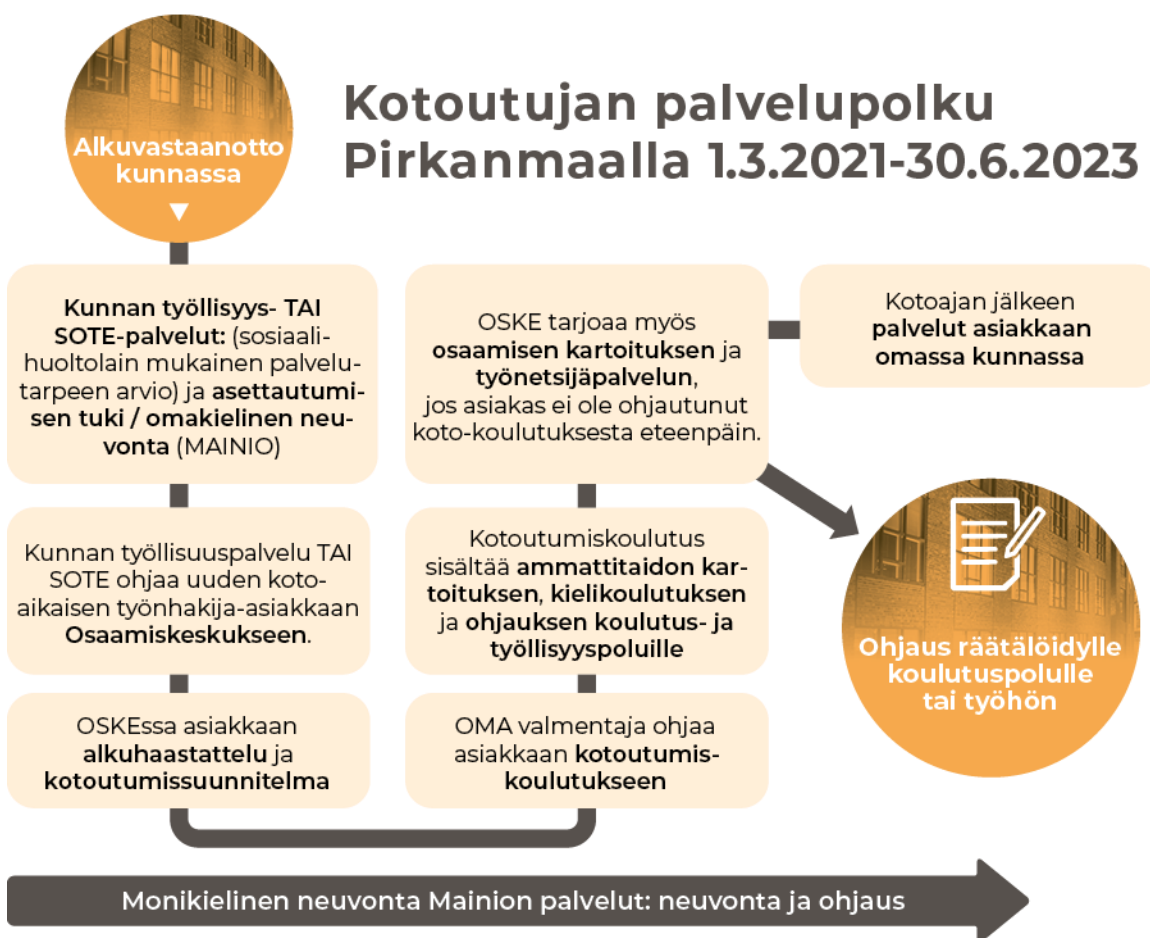 Alkuvastaanotto
kunnassa
Kotoutujan palvelupolku
Pirkanmaalla 1.3.2021-30.6.2023
Kunnan työllisyys- TAI
SOTE-palvelut: (sosiaali-
huoltolain mukainen palvelu-
tarpeen arvio) ja asettautumi-
sen tuki / omakielinen neu-
vonta (MAINIO)
Kunnan työllisuuspalvelu TAI
SOTE ohjaa uuden koto-
aikaisen työnhakija-asiakkaan
Osaamiskeskukseen.
OSKEssa asiakkaan
alkuhaastattelu ja
kotoutumissuunnitelma
OMA valmentaja ohjaa
asiakkaan kotoutumis-
koulutukseen
Kotoutumiskoulutus
sisältää ammattitaidon kar-
toituksen, kielikoulutuksen
ja ohjauksen koulutus- ja
työllisyyspoluille
OSKE tarjoaa myös
osaamisen kartoituksen ja
työnetsijäpalvelun,
jos asiakas ei ole ohjautunut
koto-koulutuksesta eteenpäin.
Kotoajan jälkeen
palvelut asiakkaan
omassa kunnassa
Ohjaus räätälöidylle
koulutuspolulle
tai työhön
Monikielinen neuvonta Mainion palvelut: neuvonta ja ohjaus